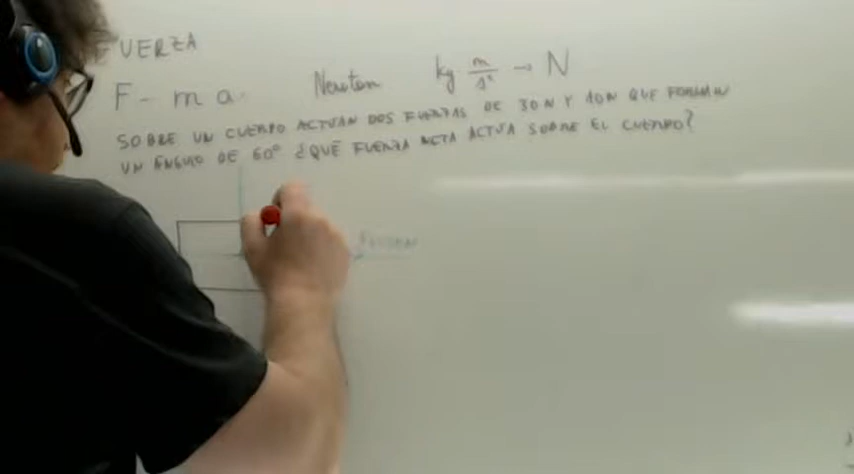 FUERZA
F = m a. Newton kg m/s² → N
SOBRE UN CUERPO ACTUAN DOS FUERZAS DE 30N Y 40N QUE FORMAN
UN ÁNGULO DE 60° ¿QUÉ FUERZA NETA ACTUA SOBRE EL CUERPO?